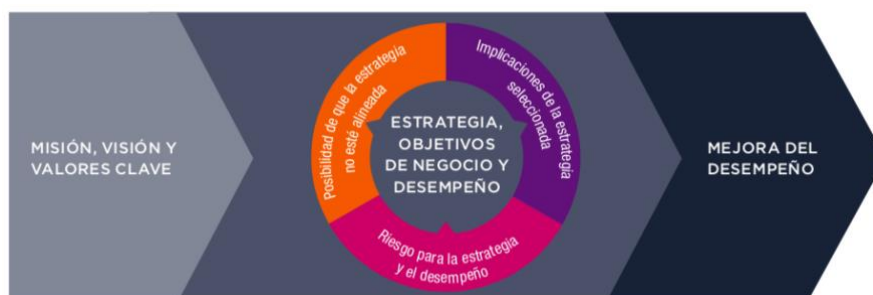 MISIÓN, VISIÓN Y
VALORES CLAVE
Posibilidad de que la estrategia
no esté alineada
Implicaciones de la estrategia
seleccionada
ESTRATEGIA,
OBJETIVOS
DE NEGOCIO Y
DESEMPEÑO
Riesgo para la estrategia
y el desempeño
MEJORA DEL
DESEMPEÑO